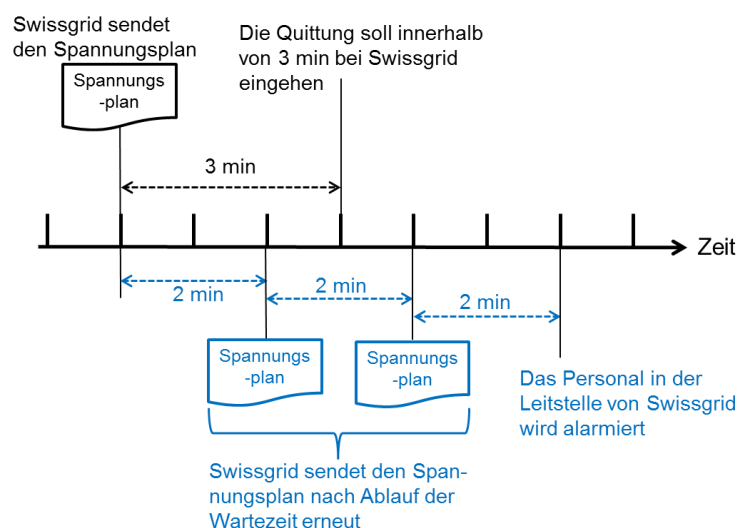 Swissgrid sendet
den Spannungsplan
Spannungs
-plan
Die Quittung soll innerhalb
von 3 min bei Swissgrid
eingehen
3 min
Zeit
2 min
2 min
2 min
Spannungs
-plan
Spannungs
-plan
Das Personal in der
Leitstelle von Swissgrid
wird alarmiert
Swissgrid sendet den Span-
nungsplan nach Ablauf der
Wartezeit erneut